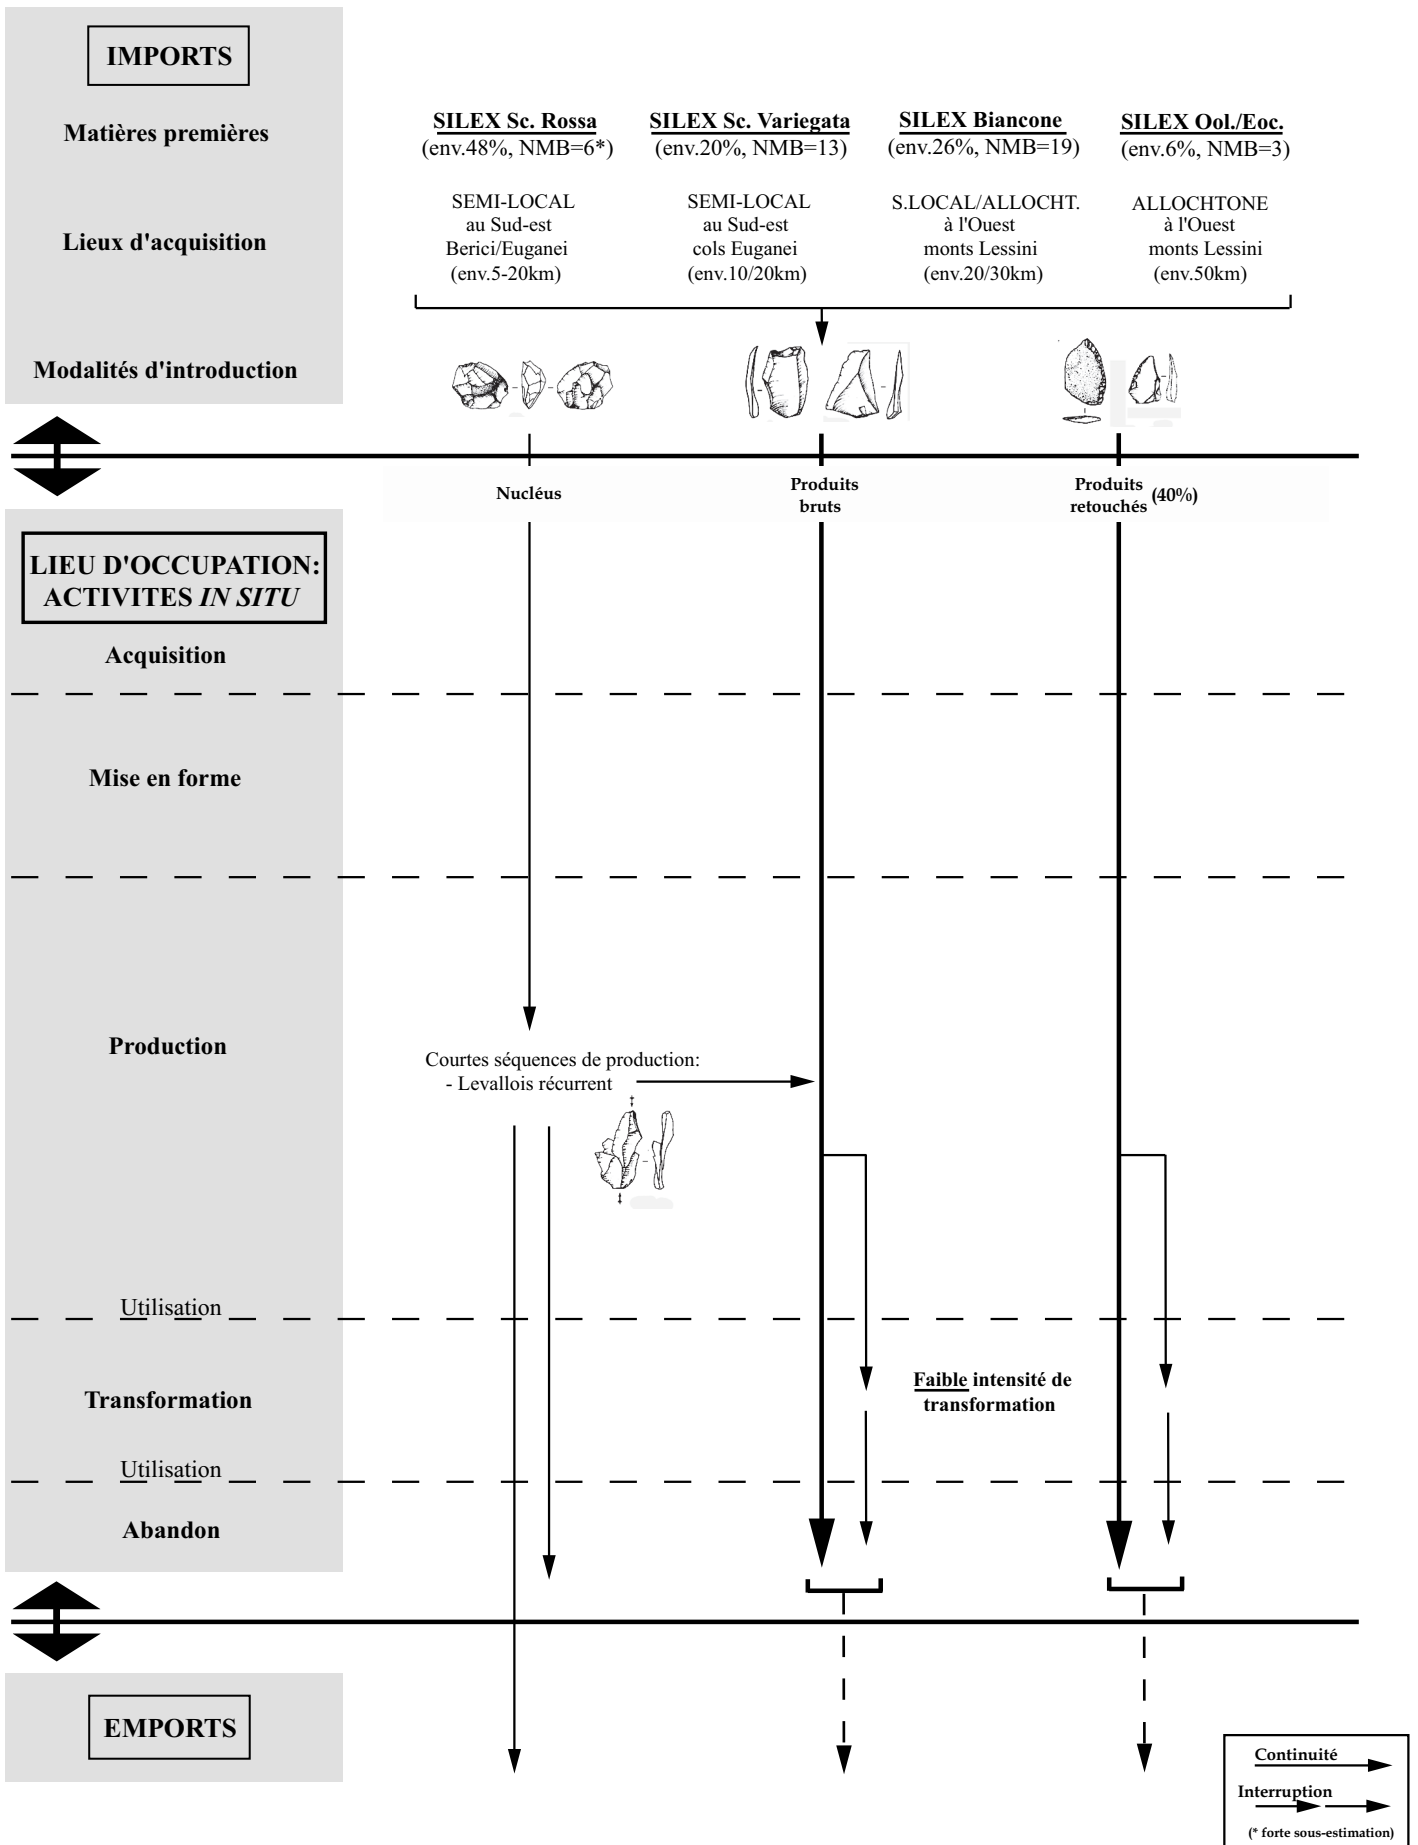 IMPORTS
Matières premières
SILEX Sc. Rossa
(env.48%, NMB=6*)
SILEX Sc. Variegata
(env.20%, NMB=13)
SILEX Biancone
(env.26%, NMB=19)
SILEX Ool./Eoc.
(env.6%, NMB=3)
Lieux d'acquisition
SEMI-LOCAL
au Sud-est
Berici/Euganei
(env.5-20km)
SEMI-LOCAL
au Sud-est
cols Euganei
(env.10/20km)
S.LOCAL/ALLOCHT.
à l'Ouest
monts Lessini
(env.20/30km)
ALLOCHTONE
à l'Ouest
monts Lessini
(env.50km)
Modalités d'introduction
Nucléus
Produits
bruts
Produits
retouchés (40%)
LIEU D'OCCUPATION:
ACTIVITES IN SITU
Acquisition
Mise en forme
Production
Courtes séquences de production:
- Levallois récurrent
Utilisation
Transformation
Faible intensité de
transformation
Utilisation
Abandon
EMPORTS
Continuité
Interruption
(* forte sous-estimation)